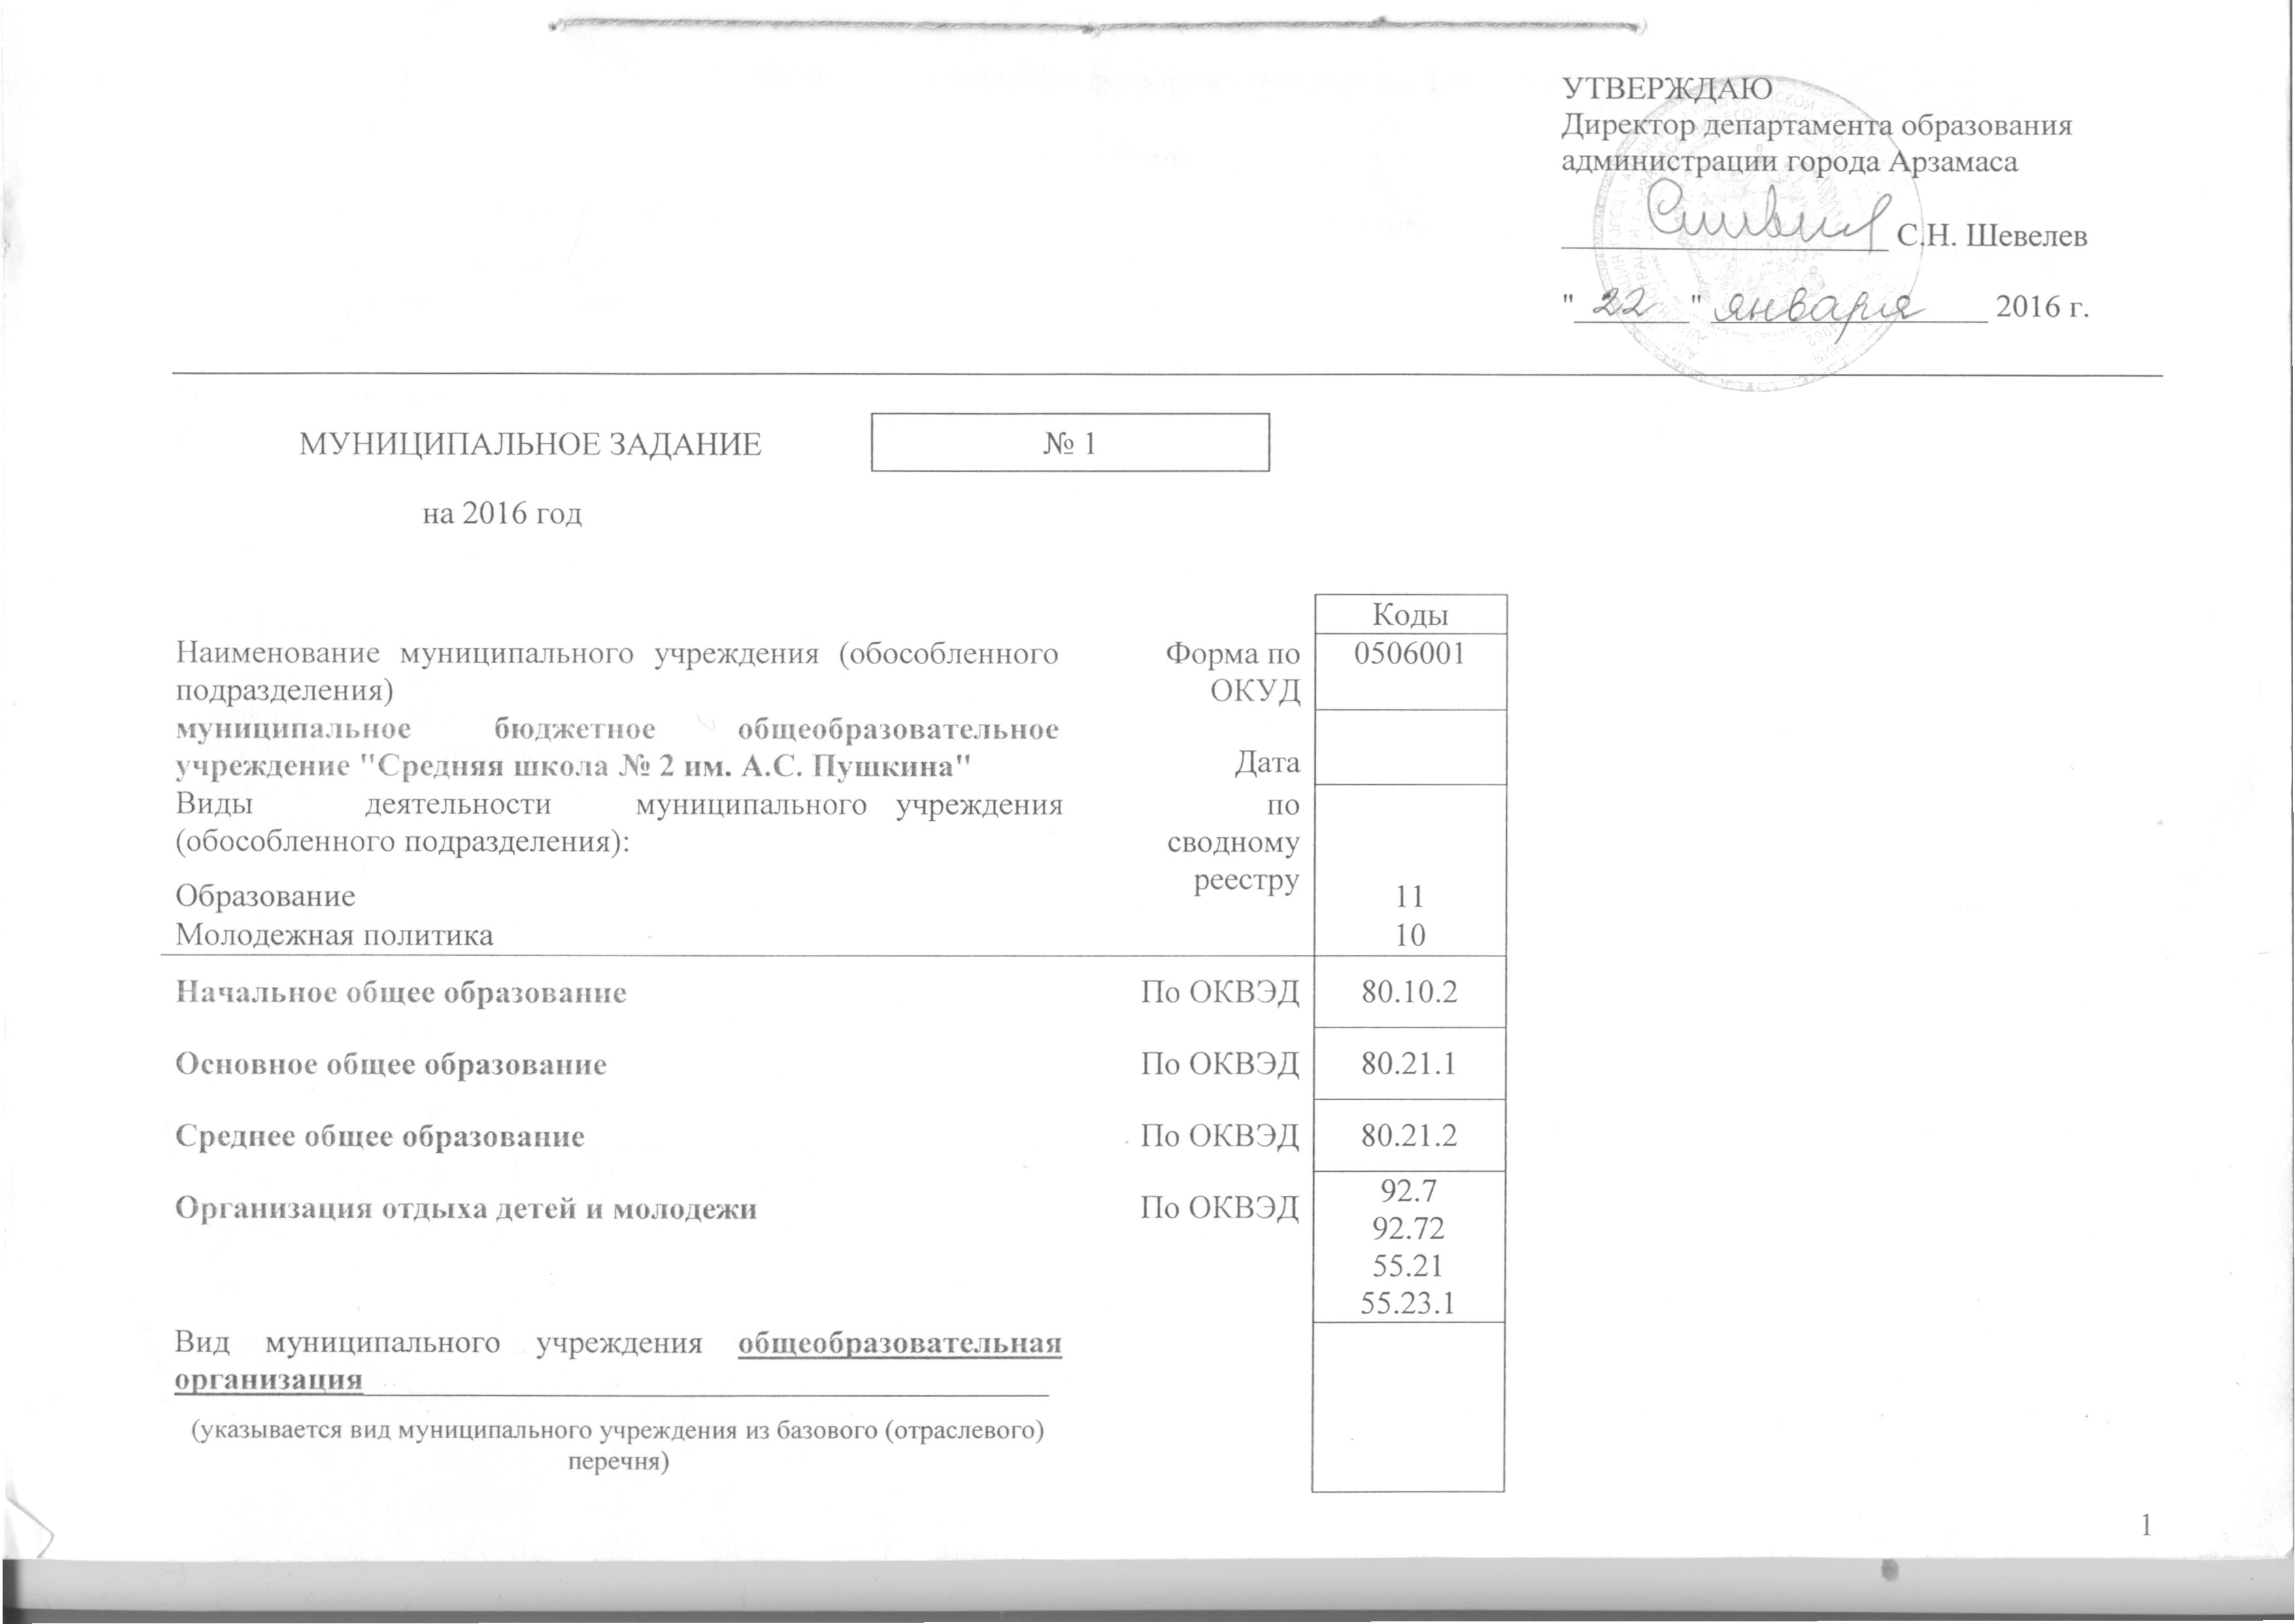 УТВЕРЖДАЮ
Директор департамента образования
администрации города Арзамаса
С.Н. Шевелев
" 22 " января 2016 г.
МУНИЦИПАЛЬНОЕ ЗАДАНИЕ № 1
на 2016 год
Коды
Наименование муниципального учреждения (обособленного Форма по 0506001
подразделения) ОКУД
муниципальное бюджетное общеобразовательное
учреждение "Средняя школа № 2 им. А.С. Пушкина" Дата
Виды деятельности муниципального учреждения по
(обособленного подразделения): сводному
реестру
Образование 11
Молодежная политика 10
Начальное общее образование По ОКВЭД 80.10.2
Основное общее образование По ОКВЭД 80.21.1
Среднее общее образование По ОКВЭД 80.21.2
92.7
Организация отдыха детей и молодежи По ОКВЭД
92.72
55.21
55.23.1
Вид муниципального учреждения общеобразовательная
организация
(указывается вид муниципального учреждения из базового (отраслевого)
перечня)
1